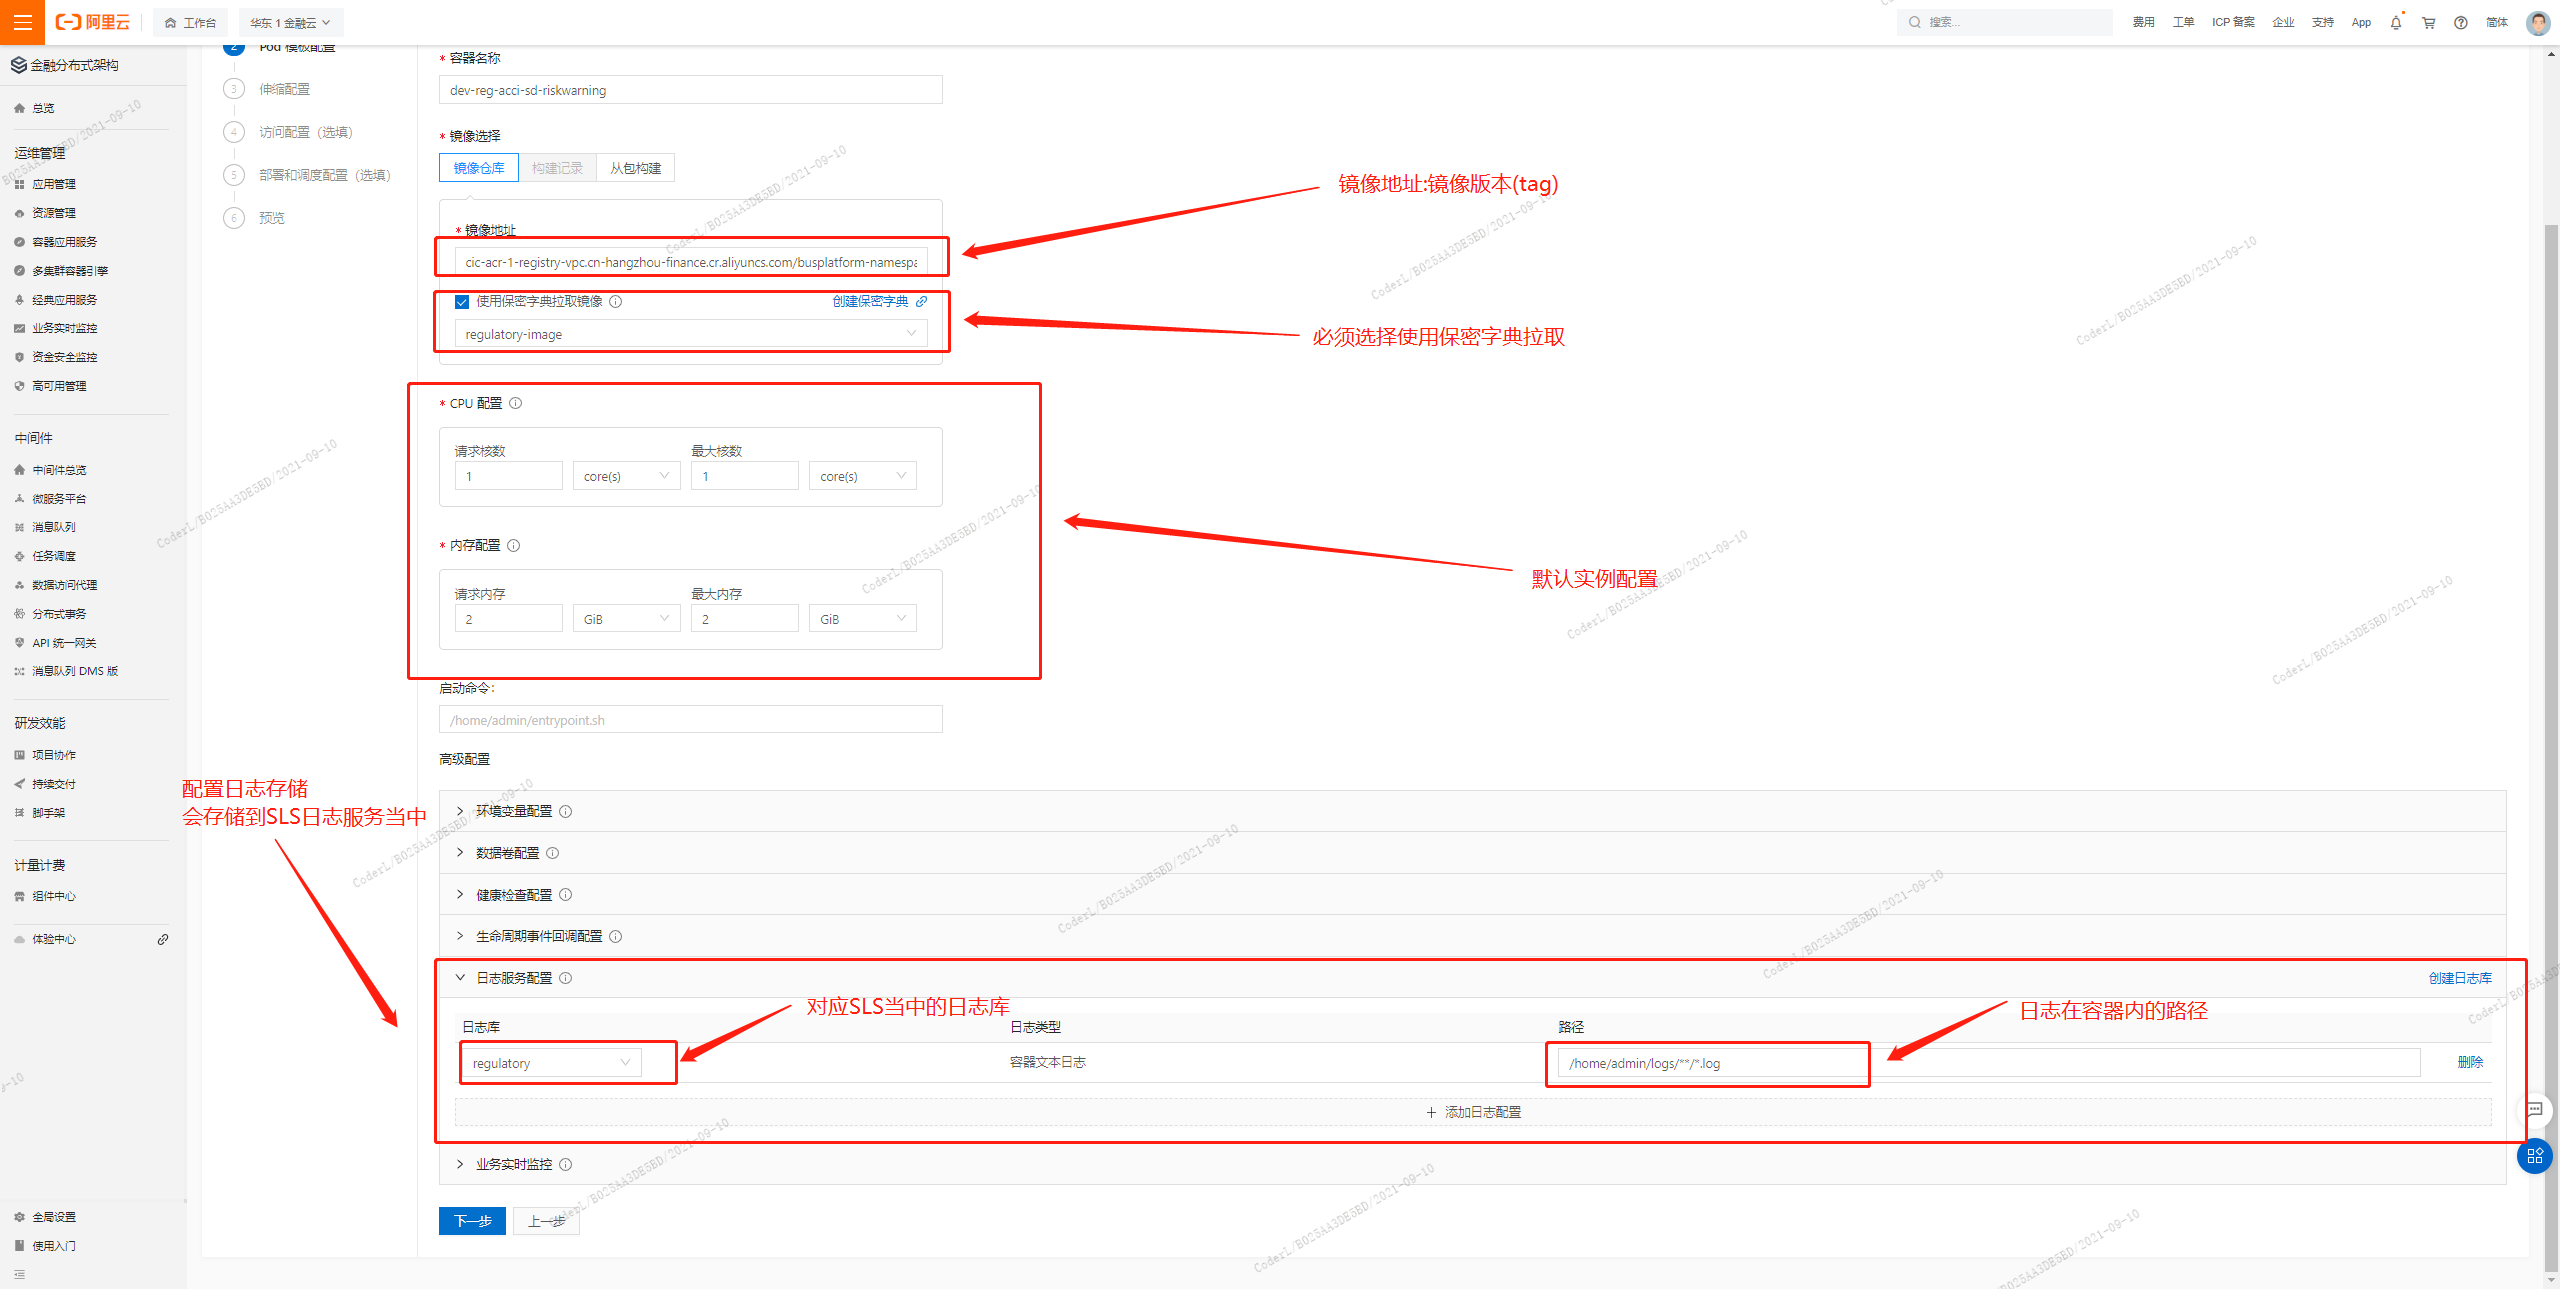 阿里云
工作台
华东 1 金融云
搜索...
费用
工单
ICP 备案
企业
支持
App
简体
金融分布式架构
总览
运维管理
应用管理
资源管理
容器应用服务
多集群容器引擎
经典应用服务
业务实时监控
资金安全监控
高可用管理
中间件
中间件总览
微服务平台
消息队列
任务调度
数据访问代理
分布式事务
API 统一网关
消息队列 DMS 版
研发效能
项目协作
持续交付
脚手架
计量计费
组件中心
体验中心
全局设置
使用入门
2 Pod 模板配置
3 伸缩配置
4 访问配置（选填）
5 部署和调度配置（选填）
6 预览
* 容器名称
dev-reg-acci-sd-riskwarning
* 镜像选择
镜像仓库 构建记录 从包构建
镜像地址:镜像版本(tag)
* 镜像地址
cic-acr-1-registry-vpc.cn-hangzhou-finance.cr.aliyuncs.com/busplatform-namespa
使用保密字典拉取镜像 创建保密字典
regulatory-image
必须选择使用保密字典拉取
* CPU 配置
请求核数 最大核数
1 core(s) 1 core(s)
* 内存配置
默认实例配置
请求内存 最大内存
2 GiB 2 GiB
启动命令:
/home/admin/entrypoint.sh
高级配置
配置日志存储
会存储到SLS日志服务当中
环境变量配置
数据卷配置
健康检查配置
生命周期事件回调配置
日志服务配置 创建日志库
对应SLS当中的日志库
日志在容器内的路径
日志库 日志类型 路径
regulatory 容器文本日志 /home/admin/logs/**/*.log 删除
+ 添加日志配置
业务实时监控
下一步 上一步
CoderL/B025AA3DE5BD/2021-09-10